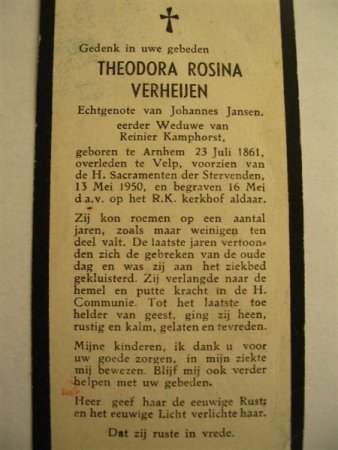 Gedenk in uwe gebeden
THEODORA ROSINA
VERHEIJEN
Echtgenote van Johannes Jansen,
eerder Weduwe van
Reinier Kamphorst,
geboren te Arnhem 23 Juli 1861,
overleden te Velp, voorzien van
de H. Sacramenten der Stervenden,
13 Mei 1950, en begraven 16 Mei
d.a.v. op het R.K. kerkhof aldaar.
Zij kon roemen op een aantal
jaren, zoals maar weinigen ten
deel valt. De laatste jaren vertoon-
den zich de gebreken van de oude
dag en was zij aan het ziekbed
gekluisterd. Zij verlangde naar de
hemel en putte kracht in de H.
Communie. Tot het laatste toe
helder van geest, ging zij heen,
rustig en kalm, gelaten en tevreden.
Mijne kinderen, ik dank u voor
uw goede zorgen, in mijn ziekte
mij bewezen. Blijf mij ook verder
helpen met uw gebeden.
Heer geef haar de eeuwige Rust,
en het eeuwige Licht verlichte haar.
Dat zij ruste in vrede.